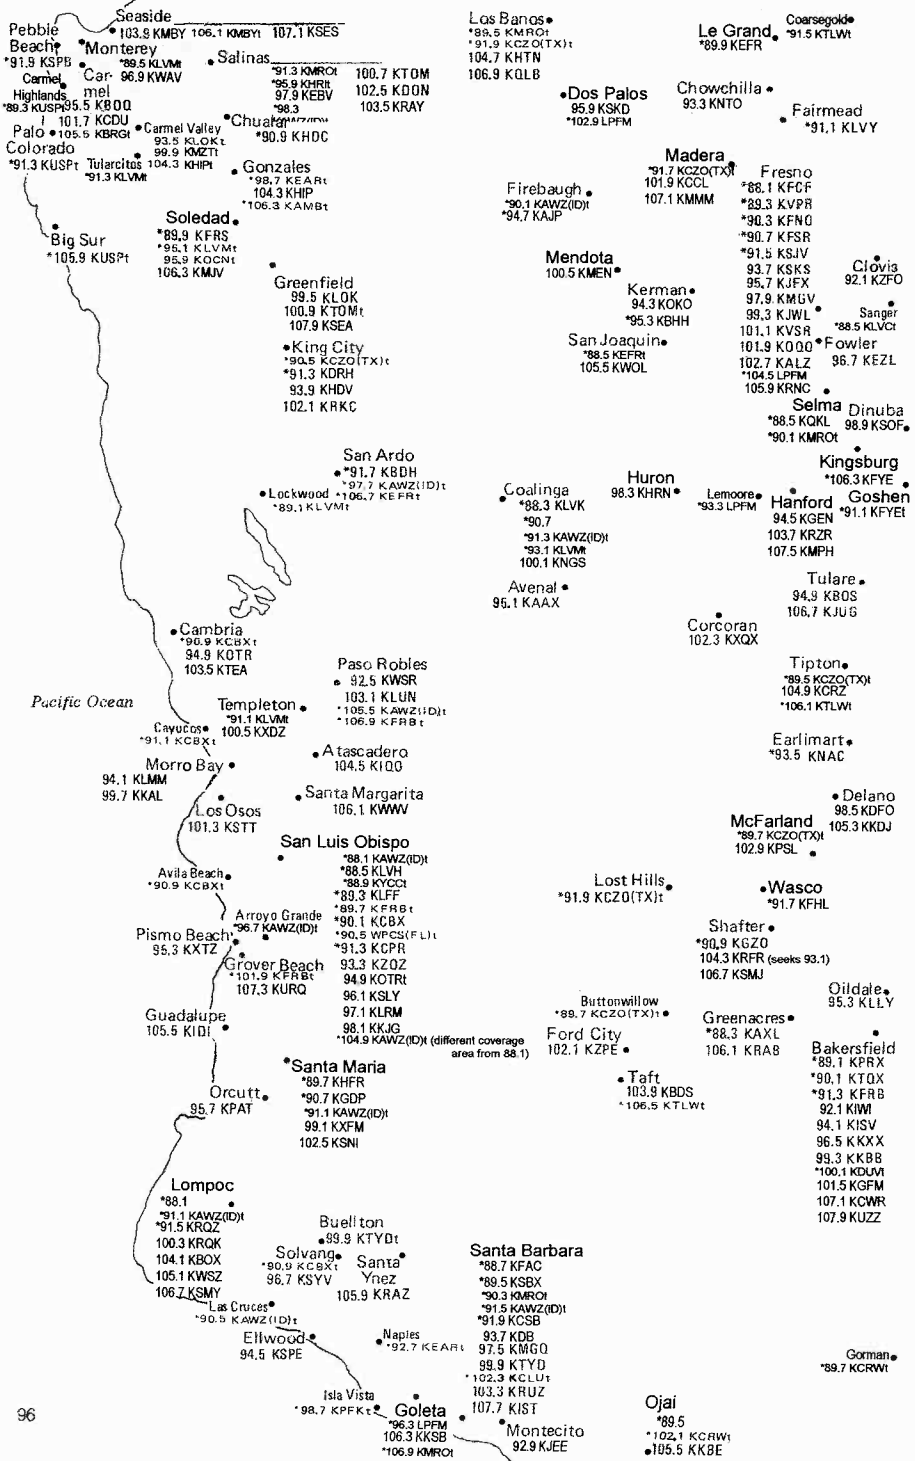 Seaside
*103.9 KMBY 106.1 KMBYt 107.1 KSES
Pebble
Beach
*91.9 KSPB
Monterey
*89.5 KLVMt
96.9 KWAV
Carmel
Highlands
*89.3 KUSPt
Car-
mel
95.5 KBOQ
101.7 KCDU
Palo
Colorado
*91.3 KUSPt
*105.5 KBRGt
Salinas
*91.3 KMROt
*95.9 KHRIt
97.9 KEBV
*98.3
KAWZ(ID)t
100.7 KTOM
102.5 KDON
103.5 KRAY
Chualar
*90.9 KHDC
Carmel Valley
93.5 KLOKt
99.9 KMZTt
104.3 KHIPt
Tularcitos
*91.3 KLVMt
Gonzales
*98.7 KEARt
104.3 KHIP
*106.3 KAMBt
Soledad
*89.9 KFRS
*95.1 KLVMt
95.9 KOCNt
106.3 KMJV
Big Sur
*105.9 KUSPt
Greenfield
99.5 KLOK
100.9 KTOMt
107.9 KSEA
King City
*90.5 KCZO(TX)t
*91.3 KDRH
93.9 KHDV
102.1 KRKC
San Ardo
*91.7 KBDH
*97.7 KAWZ(ID)t
*106.7 KEFRt
Lockwood
*89.1 KLVMt
Cambria
*90.9 KCBXt
94.9 KOTR
103.5 KTEA
Pacific Ocean
Paso Robles
92.5 KWSR
103.1 KLUN
*105.5 KAWZ(ID)t
*106.9 KFRBt
Templeton
*91.1 KLVMt
100.5 KXDZ
Cayucos
*91.1 KCBXt
Atascadero
104.5 KIQO
Morro Bay
94.1 KLMM
99.7 KKAL
Los Osos
101.3 KSTT
Santa Margarita
106.1 KWWV
San Luis Obispo
*88.1 KAWZ(ID)t
*88.5 KLVH
*88.9 KYCCt
*89.3 KLFF
*89.7 KFRBt
*90.1 KCBX
*90.5 WPCS(FL)t
*91.3 KCPR
93.3 KZOZ
94.9 KOTRt
96.1 KSLY
97.1 KLRM
98.1 KKJG
*104.9 KAWZ(ID)t (different coverage
area from 88.1)
Avila Beach
*90.9 KCBXt
Arroyo Grande
*96.7 KAWZ(ID)t
Pismo Beach
95.3 KXTZ
Grover Beach
*101.9 KFRBt
107.3 KURQ
Guadalupe
105.5 KIDI
Santa Maria
*89.7 KHFR
*90.7 KGDP
*91.1 KAWZ(ID)t
99.1 KXFM
102.5 KSNI
Orcutt
95.7 KPAT
Lompoc
*88.1
*91.1 KAWZ(ID)t
*91.5 KRQZ
100.3 KRQK
104.1 KBOX
105.1 KWSZ
106.7 KSMY
Buellton
99.9 KTYDt
Solvang
*90.9 KCBXt
96.7 KSYV
Santa
Ynez
105.9 KRAZ
Las Cruces
*90.5 KAWZ(ID)t
Ellwood
94.5 KSPE
Naples
*92.7 KEARt
Isla Vista
*98.7 KPFKt
Goleta
*96.3 LPFM
106.3 KKSB
*106.9 KMROt
Santa Barbara
*88.7 KFAC
*89.5 KSBX
*90.3 KMROt
*91.5 KAWZ(ID)t
*91.9 KCSB
93.7 KDB
97.5 KMGQ
99.9 KTYD
*102.3 KCLUt
103.3 KRUZ
107.7 KIST
Montecito
92.9 KJEE
Ojai
*89.5
*102.1 KCRWt
105.5 KKBE
Gorman
*89.7 KCRWt
Los Banos
*89.5 KMROt
*91.9 KCZO(TX)t
104.7 KHTN
106.9 KQLB
Le Grand
*89.9 KEFR
Coarsegold
*91.5 KTLWt
Dos Palos
95.9 KSKD
*102.9 LPFM
Chowchilla
93.3 KNTO
Fairmead
*91.1 KLVY
Madera
*91.7 KCZO(TX)t
101.9 KCCL
107.1 KMMM
Firebaugh
*90.1 KAWZ(ID)t
*94.7 KAJP
Fresno
*88.1 KFCF
*89.3 KVPR
*90.3 KFNO
*90.7 KFSR
*91.5 KSJV
93.7 KSKS
95.7 KJFX
97.9 KMGV
99.3 KJWL
101.1 KVSR
101.9 KOQO
102.7 KALZ
*104.5 LPFM
105.9 KRNC
Clovis
92.1 KZFO
Sanger
*88.5 KLVCt
Fowler
96.7 KEZL
Mendota
100.5 KMEN
Kerman
94.3 KOKO
*95.3 KBHH
San Joaquin
*88.5 KEFRt
105.5 KWOL
Selma
*88.5 KQKL
*90.1 KMROt
Dinuba
98.9 KSOF
Kingsburg
*106.3 KFYE
Goshen
*91.1 KFYEt
Coalinga
*88.3 KLVK
*90.7
*91.3 KAWZ(ID)t
*93.1 KLVMt
100.1 KNGS
Huron
98.3 KHRN
Lemoore
*93.3 LPFM
Hanford
94.5 KGEN
103.7 KRZR
107.5 KMPH
Avenal
95.1 KAAX
Tulare
94.9 KBOS
106.7 KJUG
Corcoran
102.3 KXQX
Tipton
*89.5 KCZO(TX)t
104.9 KCRZ
*106.1 KTLWt
Earlimart
*93.5 KNAC
Delano
98.5 KDFO
105.3 KKDJ
McFarland
*89.7 KCZO(TX)t
102.9 KPSL
Lost Hills
*91.9 KCZO(TX)t
Wasco
*91.7 KFHL
Shafter
*90.9 KGZO
104.3 KRFR (seeks 93.1)
106.7 KSMJ
Oildale
95.3 KLLY
Buttonwillow
*89.7 KCZO(TX)t
Ford City
102.1 KZPE
Greenacres
*88.3 KAXL
106.1 KRAB
Taft
103.9 KBDS
*106.5 KTLWt
Bakersfield
*89.1 KPRX
*90.1 KTQX
*91.3 KFRB
92.1 KIWI
94.1 KISV
96.5 KKXX
99.3 KKBB
*100.1 KDUVt
101.5 KGFM
107.1 KCWR
107.9 KUZZ
96